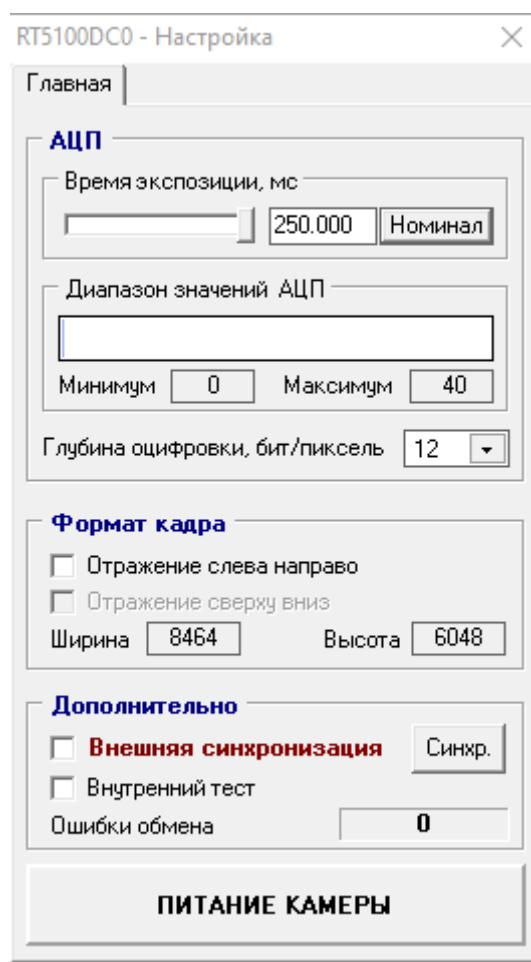 RT5100DC0 - Настройка
Главная
АЦП
Время экспозиции, мс
250.000 Номинал
Диапазон значений АЦП
Минимум 0 Максимум 40
Глубина оцифровки, бит/пиксель 12
Формат кадра
Отражение слева направо
Отражение сверху вниз
Ширина 8464 Высота 6048
Дополнительно
Внешняя синхронизация Синхр.
Внутренний тест
Ошибки обмена 0
ПИТАНИЕ КАМЕРЫ